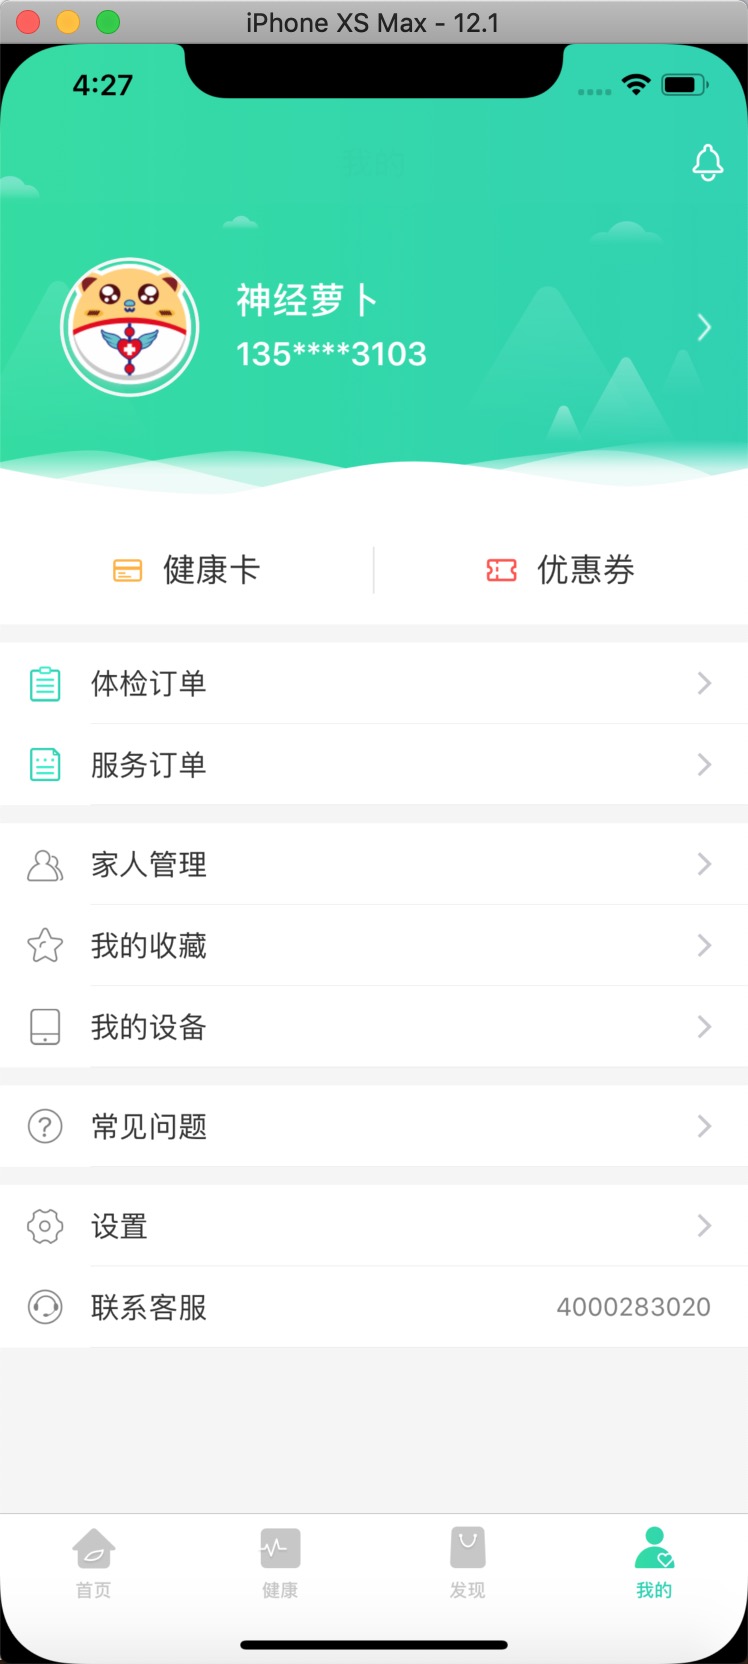 iPhone XS Max - 12.1
4:27
我的
神经萝卜
135****3103
健康卡
优惠券
体检订单
服务订单
家人管理
我的收藏
我的设备
常见问题
设置
联系客服 4000283020
首页 健康 发现 我的